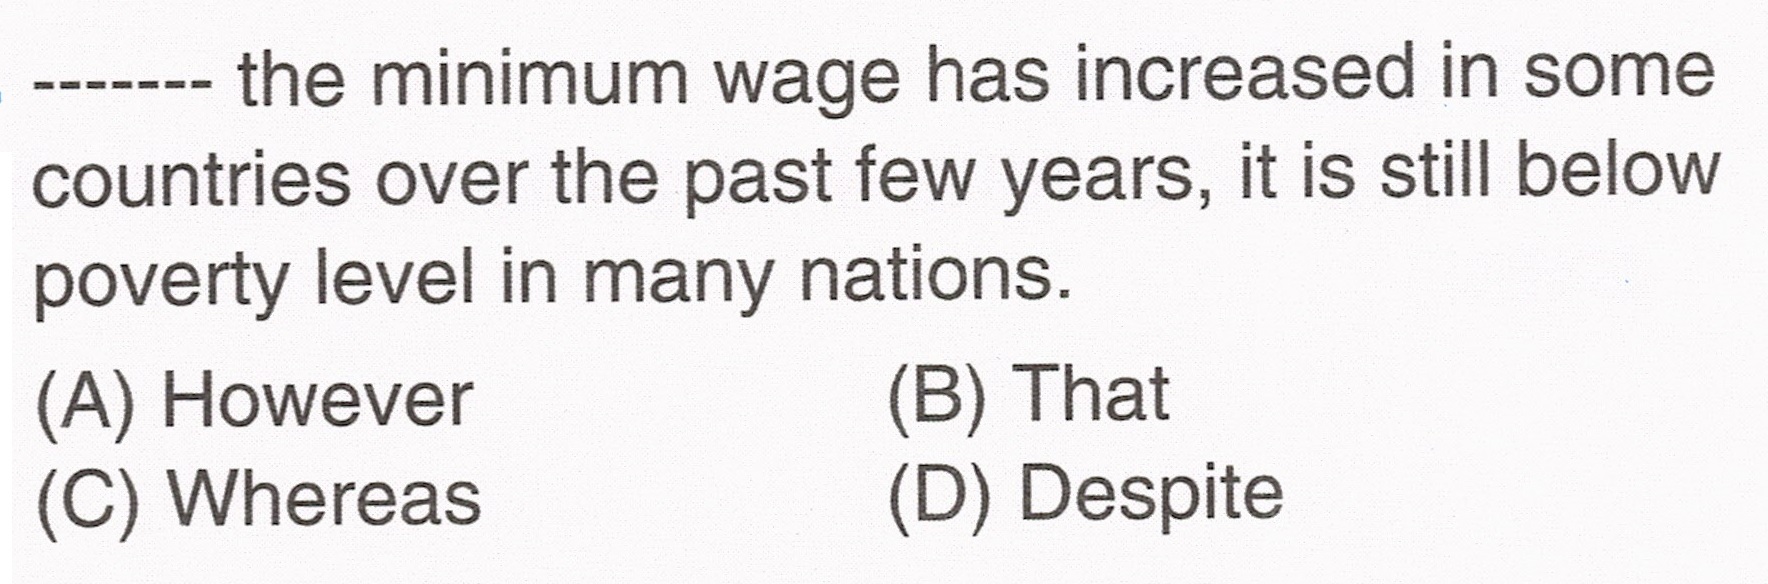 ------- the minimum wage has increased in some
countries over the past few years, it is still below
poverty level in many nations.
(A) However (B) That
(C) Whereas (D) Despite